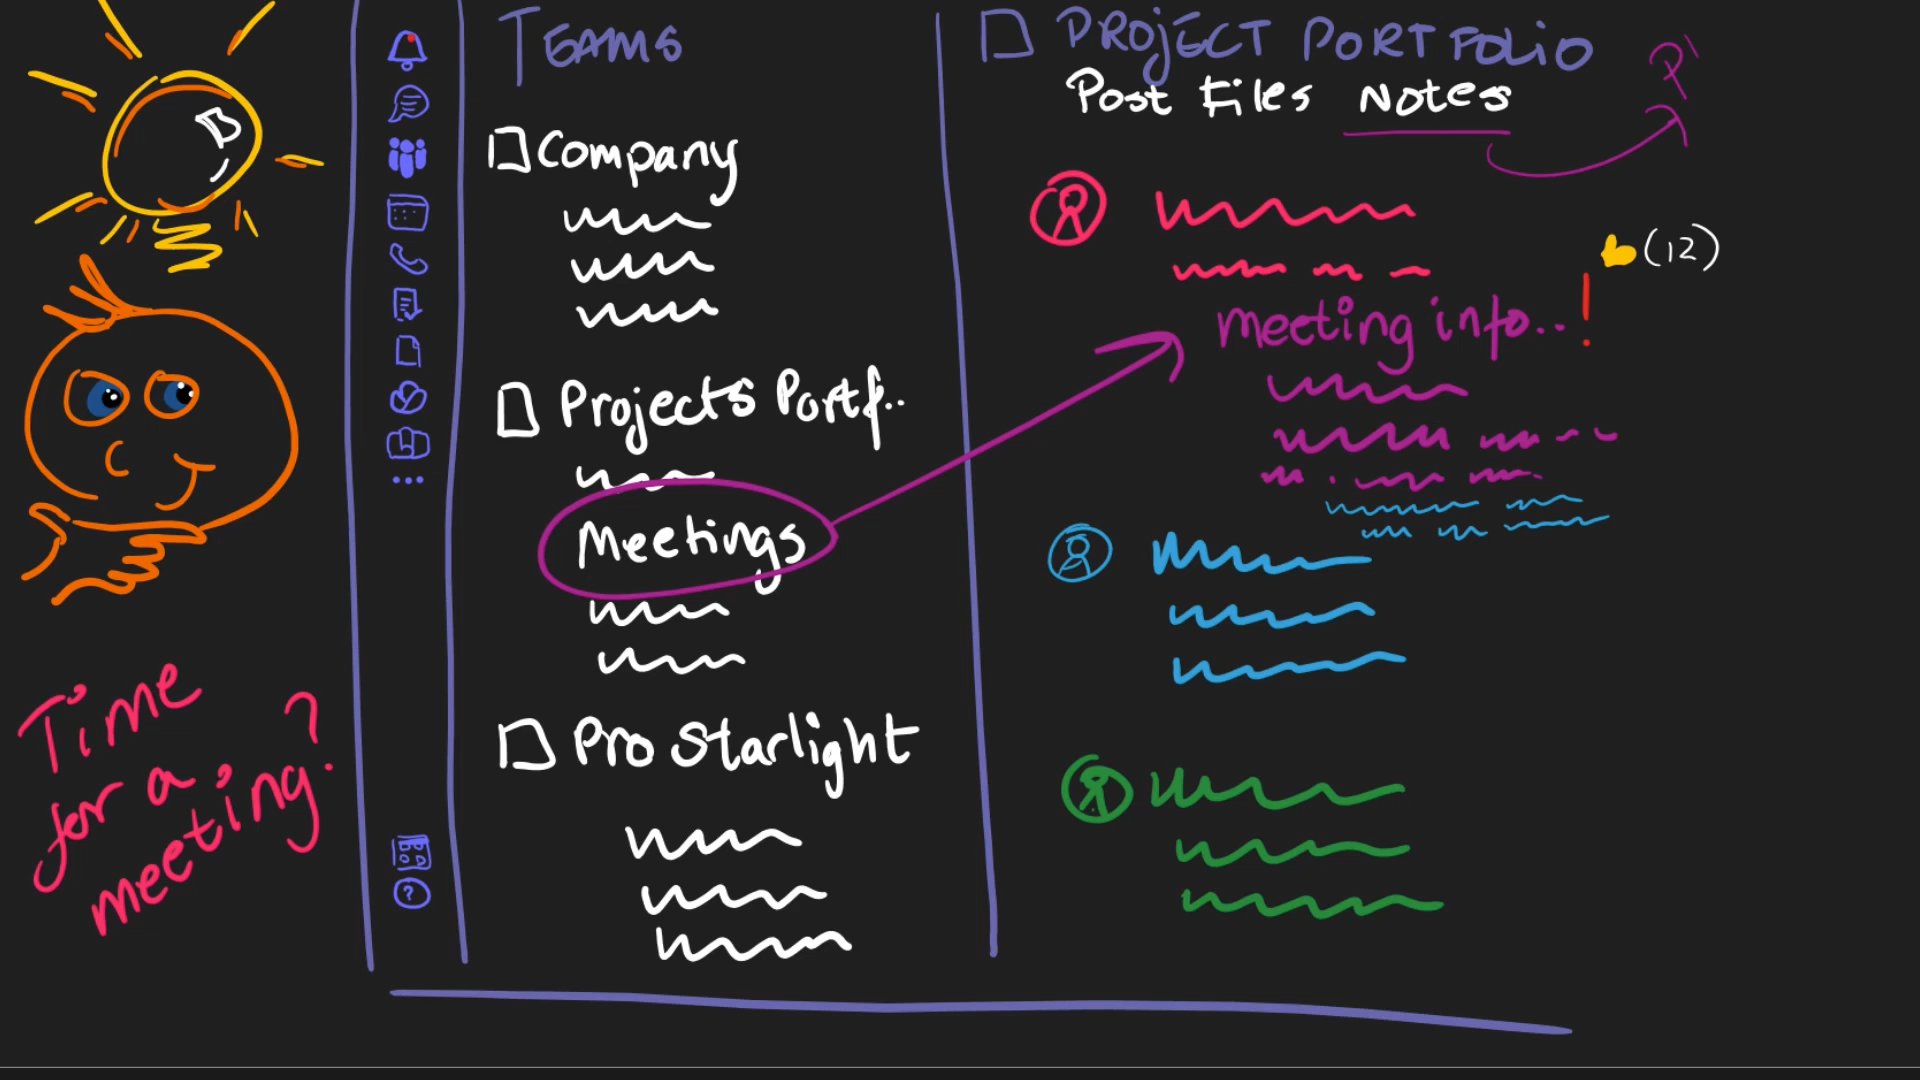 TEAMS
Company
Projects Portf..
Meetings
Pro Starlight
?
PROJECT PORTFOLIO
Post Files Notes
(12)
meeting info..!
Time
for a
meeting?